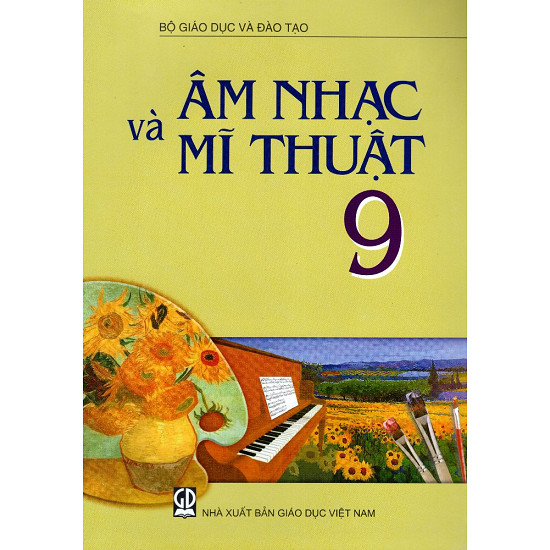 BỘ GIÁO DỤC VÀ ĐÀO TẠO
ÂM NHẠC
và
MĨ THUẬT
9
GD
NHÀ XUẤT BẢN GIÁO DỤC VIỆT NAM